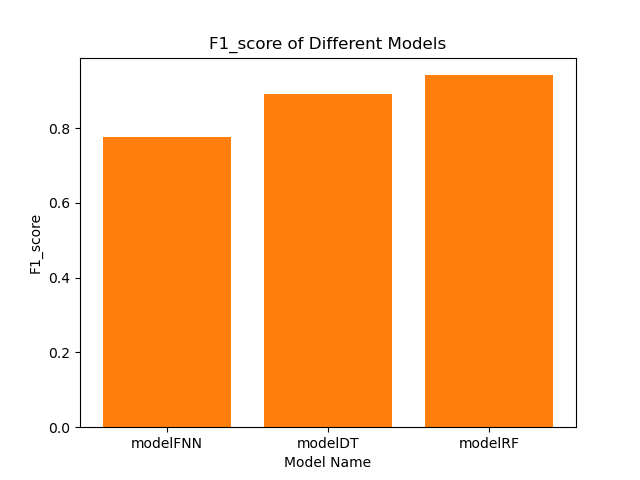 F1_score of Different Models
F1_score
0.8
0.6
0.4
0.2
0.0
modelFNN modelDT modelRF
Model Name